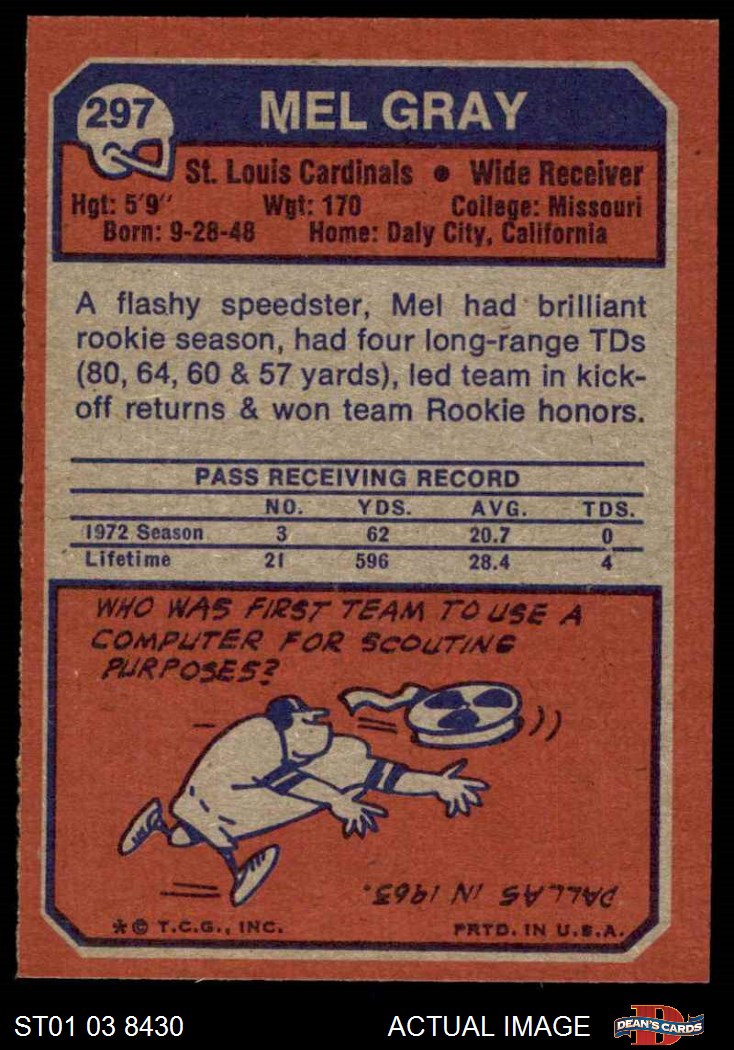 297
MEL GRAY
St. Louis Cardinals • Wide Receiver
Hgt: 5'9" Wgt: 170 College: Missouri
Born: 9-28-48 Home: Daly City, California
A flashy speedster, Mel had brilliant
rookie season, had four long-range TDs
(80, 64, 60 & 57 yards), led team in kick-
off returns & won team Rookie honors.
PASS RECEIVING RECORD
NO. YDS. AVG. TDS.
1972 Season 3 62 20.7 0
Lifetime 21 596 28.4 4
WHO WAS FIRST TEAM TO USE A
COMPUTER FOR SCOUTING
PURPOSES?
DALLAS IN 1963.
*© T.C.G., INC. PRTD. IN U.S.A.
ST01 03 8430 ACTUAL IMAGE
D
DEAN'S CARDS